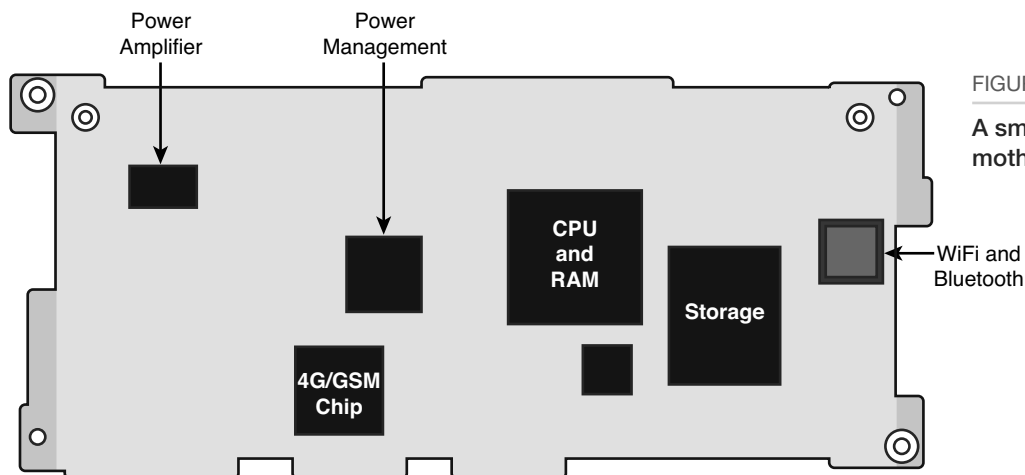 Power
Amplifier
Power
Management
A
CPU
and
RAM
WiFi and
Bluetooth
Storage
4G/GSM
Chip